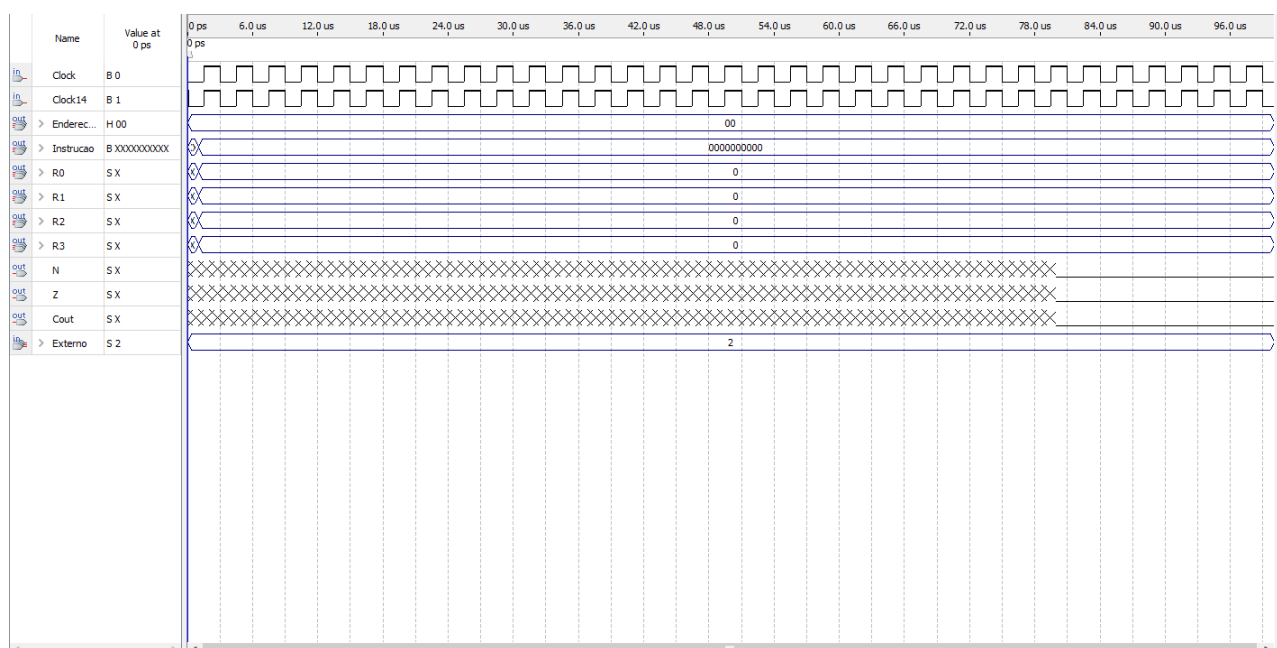 Name Value at 0 ps
0 ps 6.0 us 12.0 us 18.0 us 24.0 us 30.0 us 36.0 us 42.0 us 48.0 us 54.0 us 60.0 us 66.0 us 72.0 us 78.0 us 84.0 us 90.0 us 96.0 us
0 ps
in Clock B 0
in Clock14 B 1
out > Enderec... H 00 00
out > Instrucao B XXXXXXXXXX 0000000000
out > R0 S X X 0
out > R1 S X X 0
out > R2 S X X 0
out > R3 S X X 0
out N S X
out Z S X
out Cout S X
in > Externo S 2 2